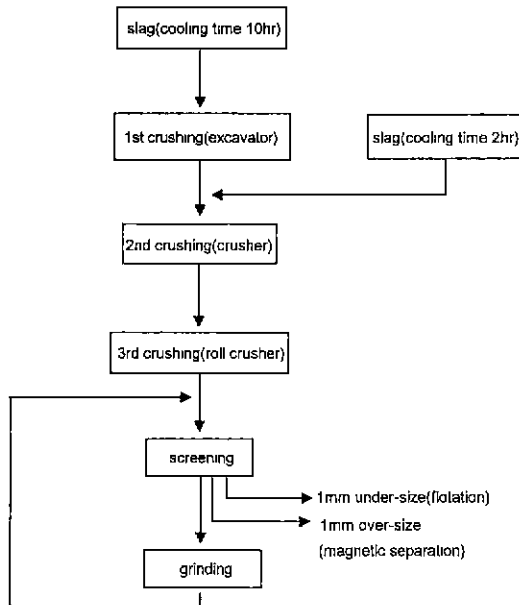 slag(cooling time 10hr)
1st crushing(excavator)
slag(cooling time 2hr)
2nd crushing(crusher)
3rd crushing(roll crusher)
screening
1mm under-size(flotation)
1mm over-size
(magnetic separation)
grinding